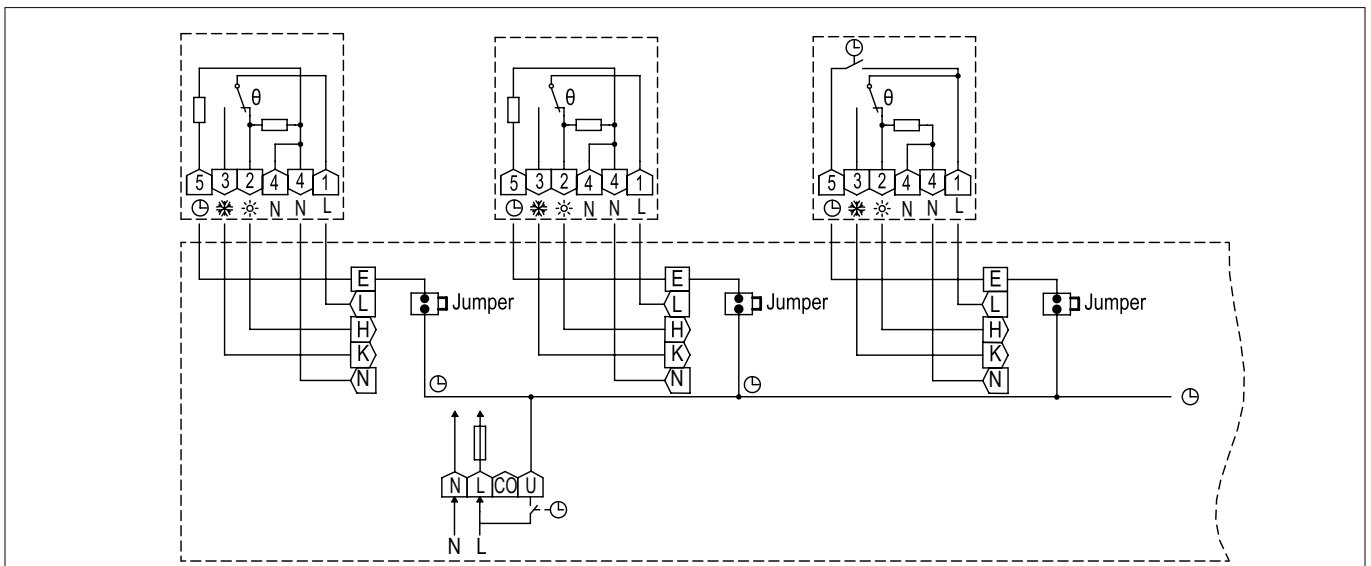 θ θ θ
5 3 2 4 4 1 5 3 2 4 4 1 5 3 2 4 4 1
N N L N N L N N L
E E E
L Jumper L Jumper L Jumper
H H H
K K K
N N N
N L CO U
N L